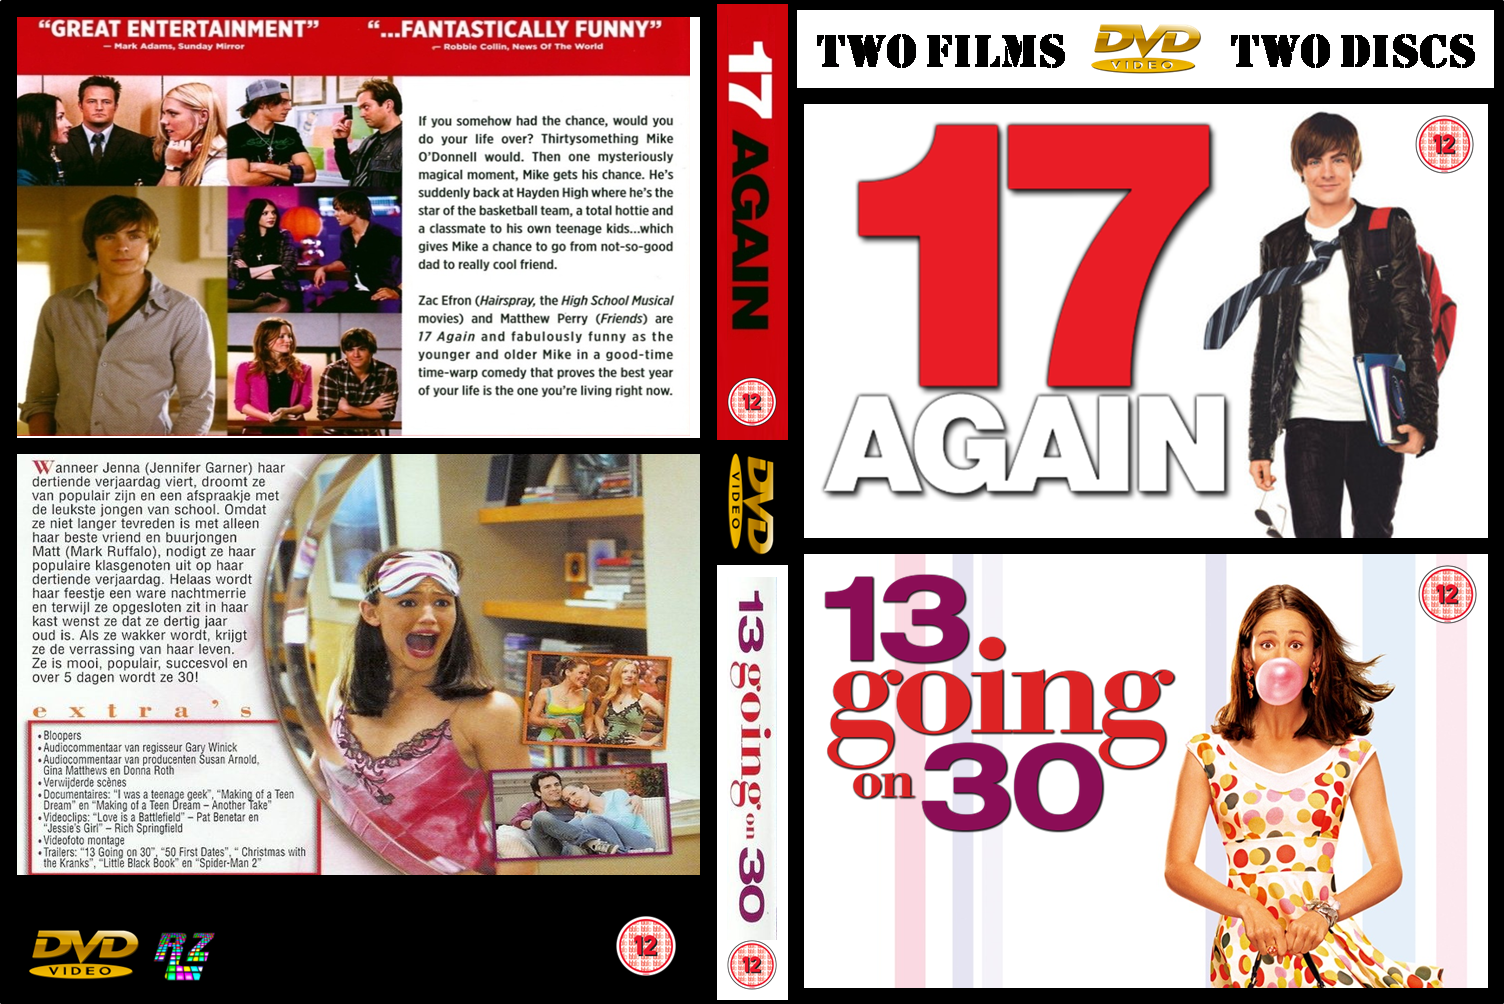 “GREAT ENTERTAINMENT”
— Mark Adams, Sunday Mirror
“...FANTASTICALLY FUNNY”
— Robbie Collin, News Of The World
If you somehow had the chance, would you
do your life over? Thirtysomething Mike
O’Donnell would. Then one mysteriously
magical moment, Mike gets his chance. He’s
suddenly back at Hayden High where he’s the
star of the basketball team, a total hottie and
a classmate to his own teenage kids...which
gives Mike a chance to go from not-so-good
dad to really cool friend.
Zac Efron (Hairspray, the High School Musical
movies) and Matthew Perry (Friends) are
17 Again and fabulously funny as the
younger and older Mike in a good-time
time-warp comedy that proves the best year
of your life is the one you’re living right now.
Wanneer Jenna (Jennifer Garner) haar
dertiende verjaardag viert, droomt ze
van populair zijn en een afspraakje met
de leukste jongen van school. Omdat
ze niet langer tevreden is met alleen
haar beste vriend en buurjongen
Matt (Mark Ruffalo), nodigt ze haar
populaire klasgenoten uit op haar
dertiende verjaardag. Helaas wordt
haar feestje een ware nachtmerrie
en terwijl ze opgesloten zit in haar
kast wenst ze dat ze dertig jaar
oud is. Als ze wakker wordt, krijgt
ze de verrassing van haar leven.
Ze is mooi, populair, succesvol en
over 5 dagen wordt ze 30!
extra’s
• Bloopers
• Audiocommentaar van regisseur Gary Winick
• Audiocommentaar van producenten Susan Arnold,
Gina Matthews en Donna Roth
• Verwijderde scènes
• Documentaires: “I was a teenage geek”, “Making of a Teen
Dream” en “Making of a Teen Dream – Another Take”
• Videoclips: “Love is a Battlefield” – Pat Benetar en
“Jessie’s Girl” – Rich Springfield
• Videofoto montage
• Trailers: “13 Going on 30”, “50 First Dates”, “ Christmas with
the Kranks”, “Little Black Book” en “Spider-Man 2”
DVD
VIDEO
12
17 AGAIN
12
DVD
VIDEO
13 going on 30
12
TWO FILMS
DVD
VIDEO
TWO DISCS
17
AGAIN
12
13
going
on 30
12